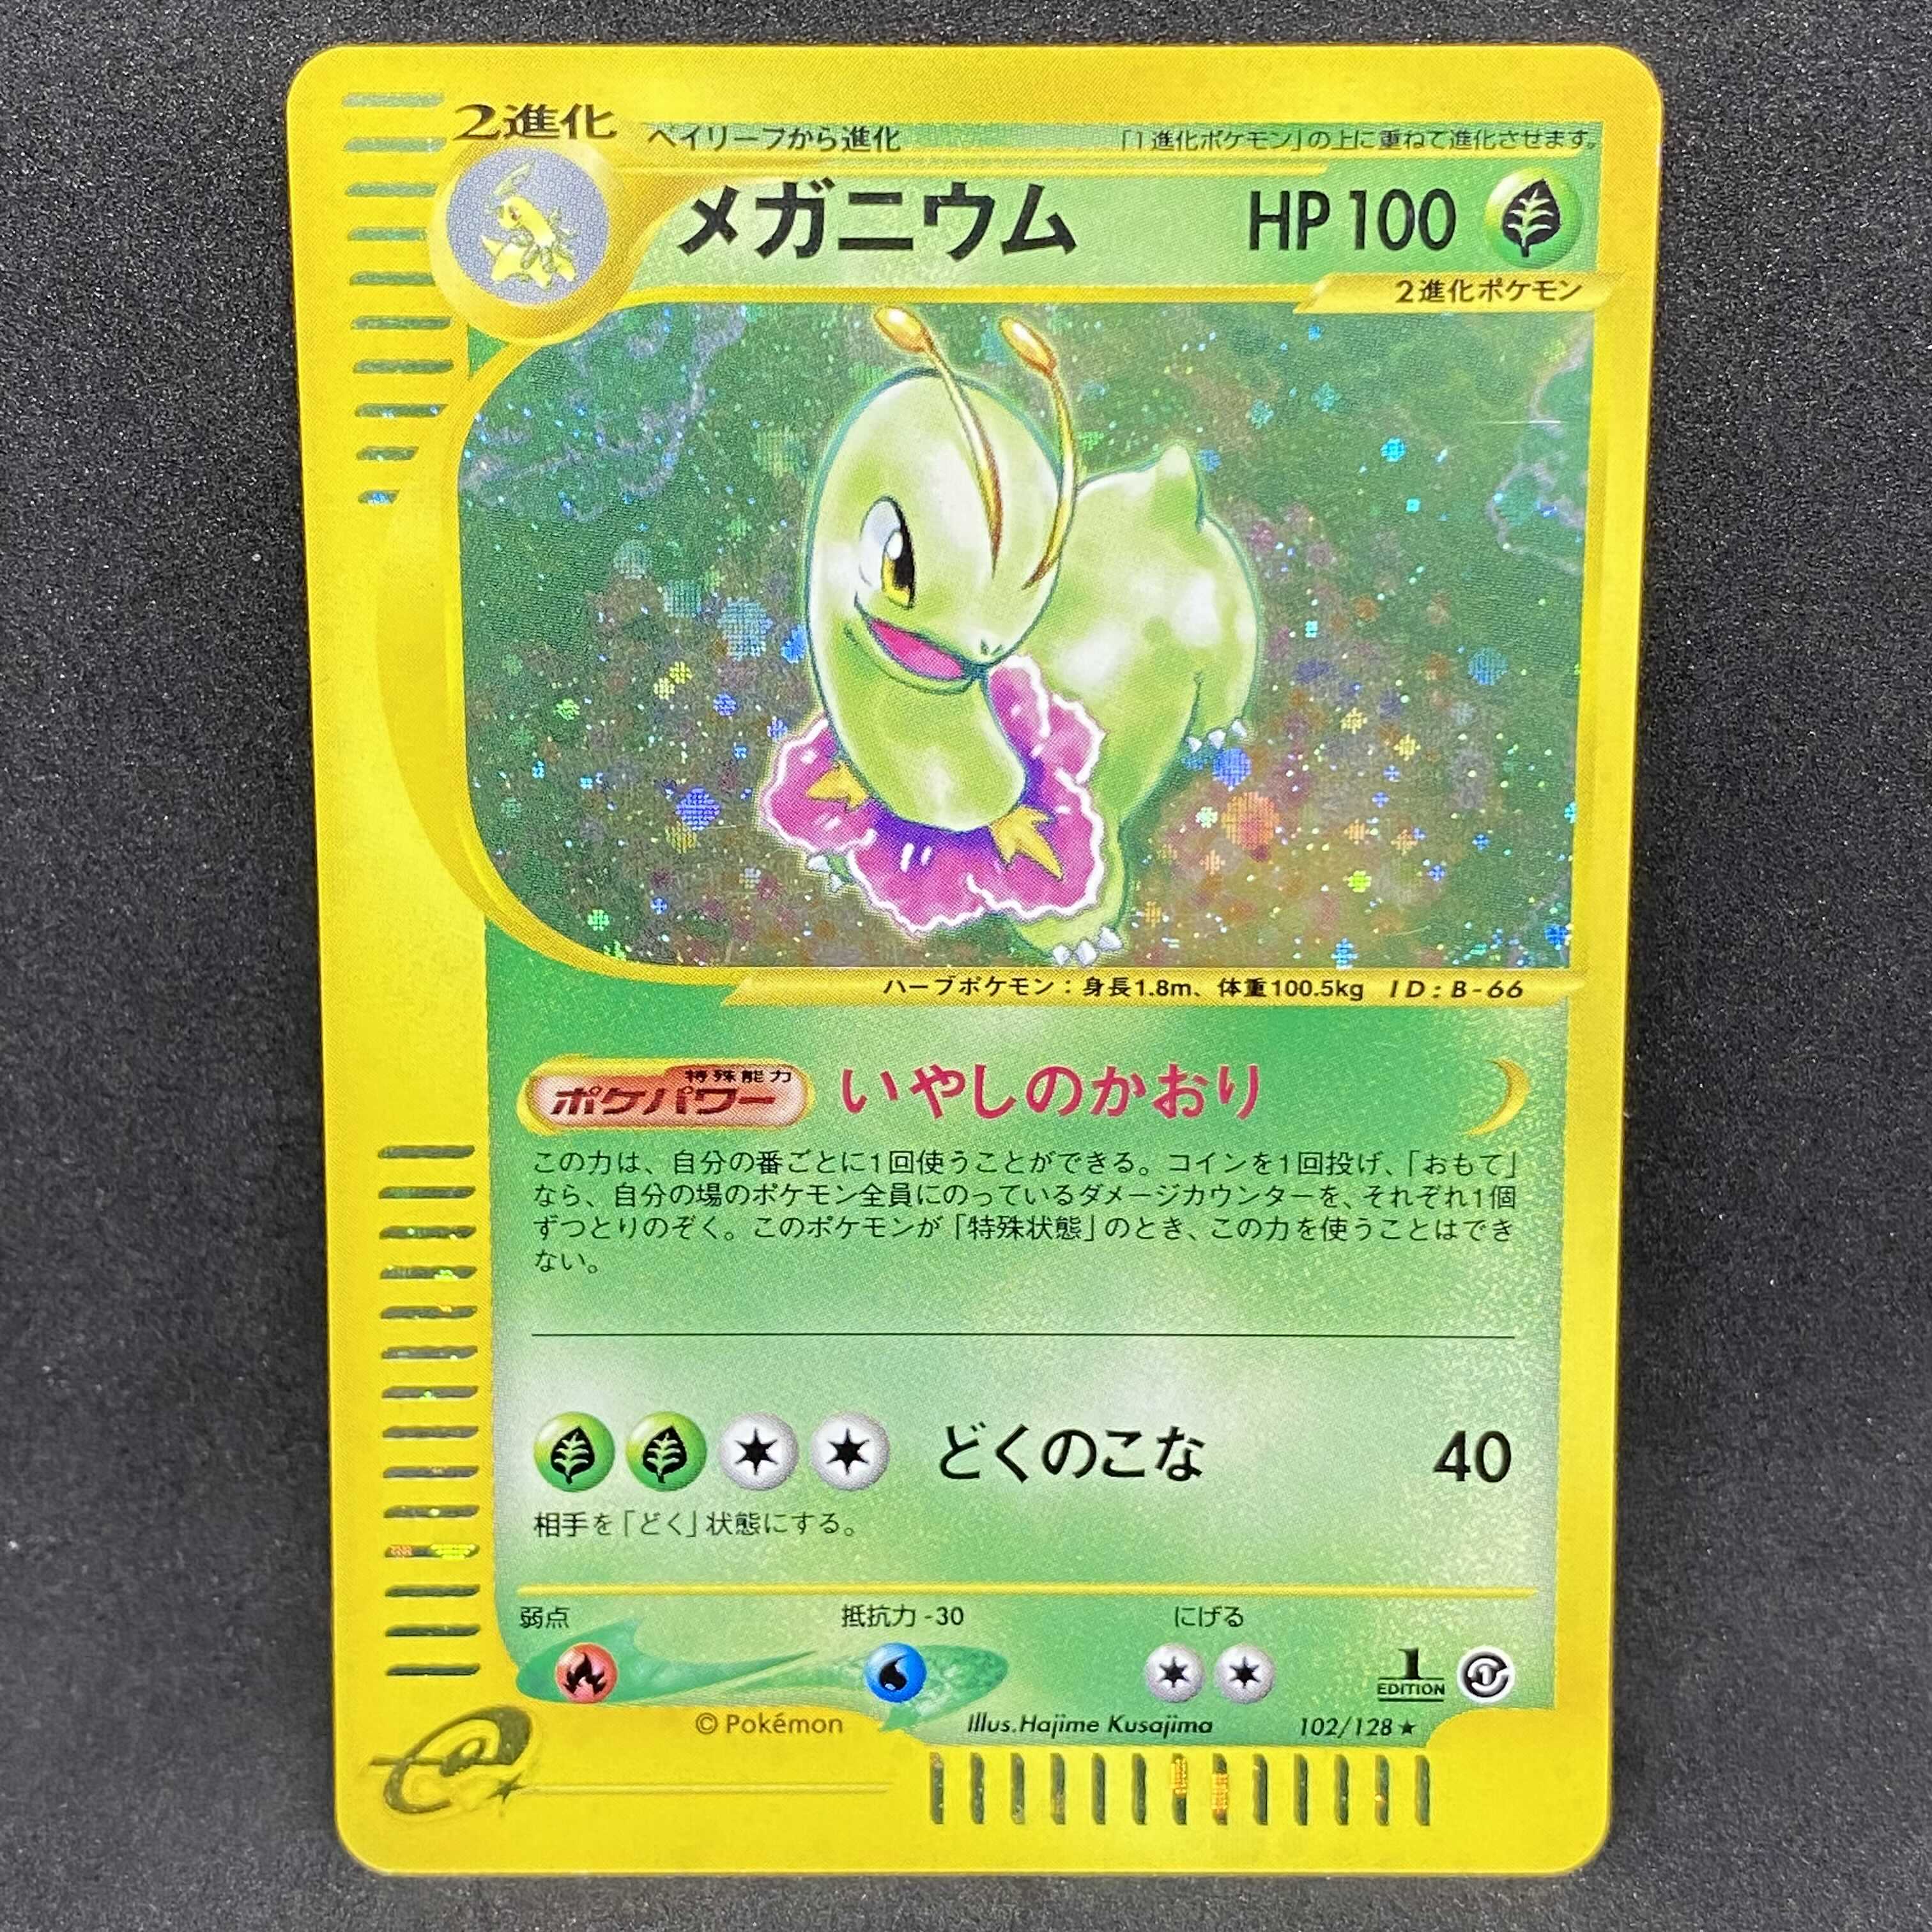 2進化
ベイリーフから進化 「1進化ポケモン」の上に重ねて進化させます。
メガニウム HP100
2進化ポケモン
ハーブポケモン：身長1.8m、体重100.5kg ID:B-66
特殊能力
ポケパワー いやしのかおり
この力は、自分の番ごとに1回使うことができる。コインを1回投げ、「おもて」
なら、自分の場のポケモン全員にのっているダメージカウンターを、それぞれ1個
ずつとりのぞく。このポケモンが「特殊状態」のとき、この力を使うことはでき
ない。
どくのこな 40
相手を「どく」状態にする。
弱点 抵抗力-30 にげる
1
EDITION
©Pokémon Illus.Hajime Kusajima 102/128★
e